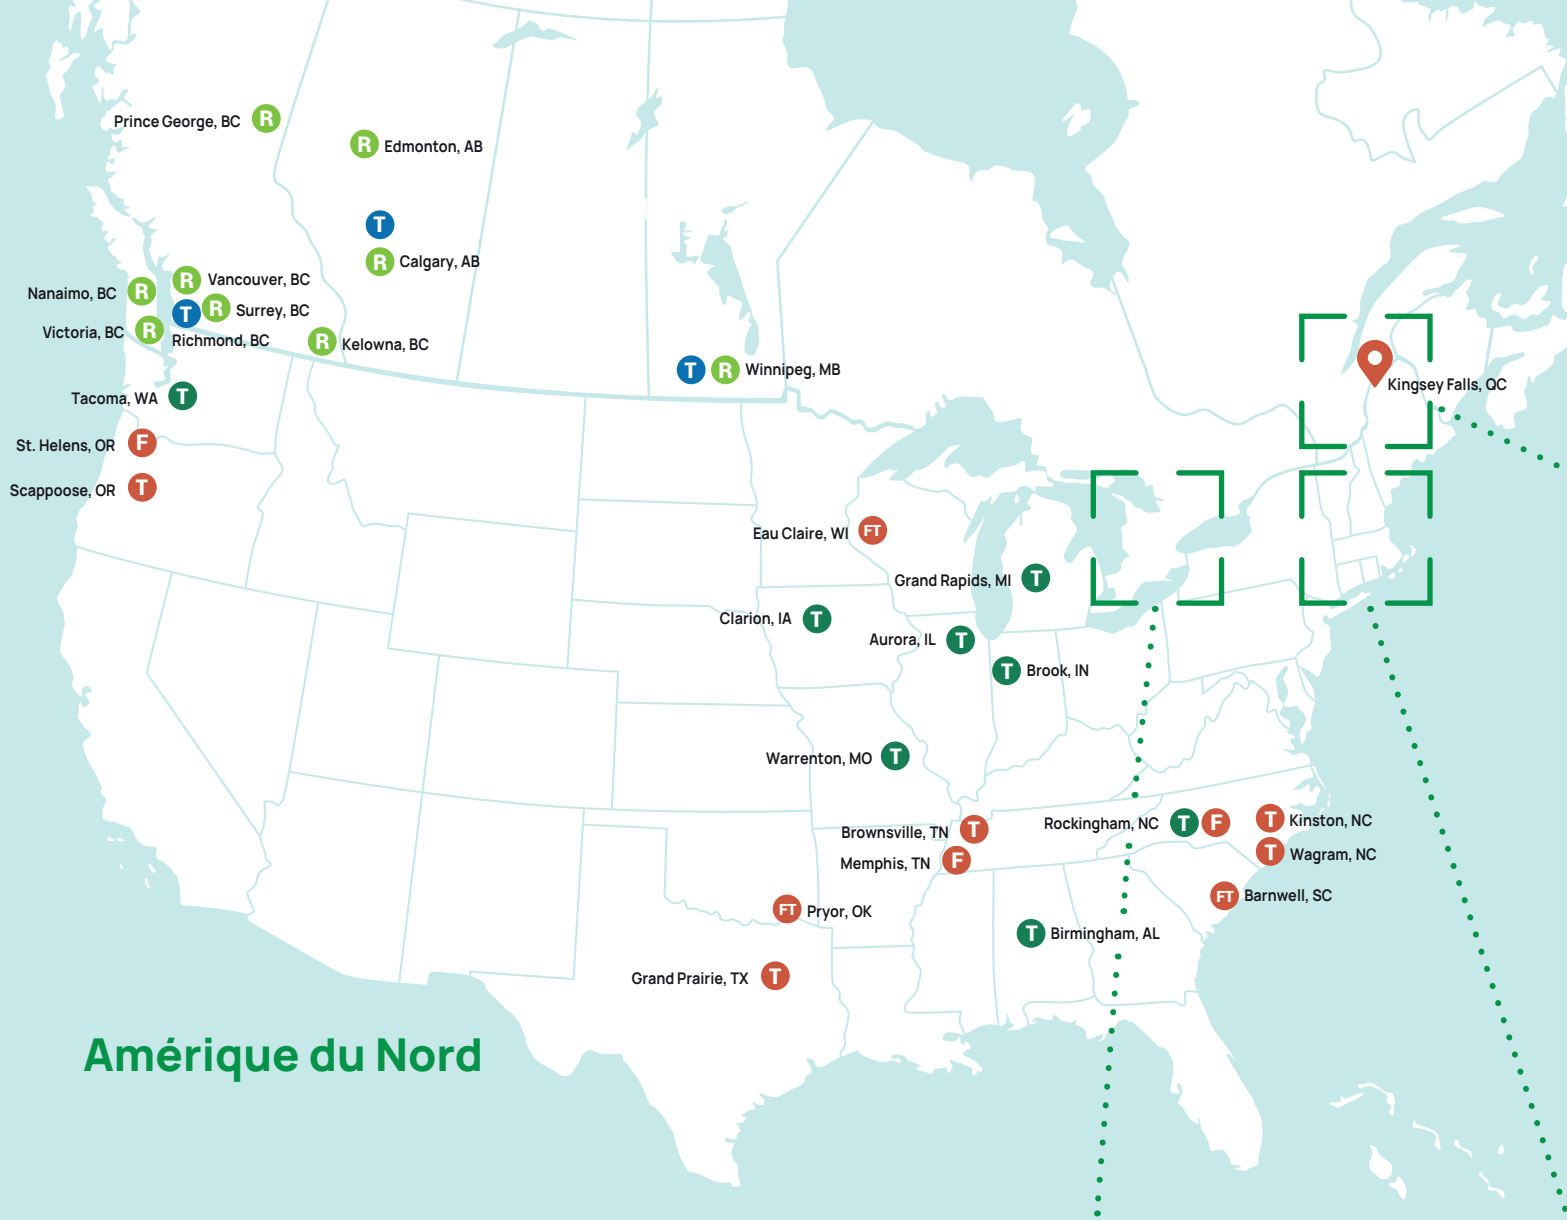 Prince George, BC R
R Edmonton, AB
T
R Calgary, AB
R Vancouver, BC
Nanaimo, BC R
T R Surrey, BC
Victoria, BC R
Richmond, BC
R Kelowna, BC
T R Winnipeg, MB
Kingsey Falls, QC
Tacoma, WA T
St. Helens, OR F
Scappoose, OR T
Eau Claire, WI FT
Grand Rapids, MI T
Clarion, IA T
Aurora, IL T
T Brook, IN
Warrenton, MO T
Brownsville, TN T
Rockingham, NC T F
T Kinston, NC
Memphis, TN F
T Wagram, NC
FT Barnwell, SC
FT Pryor, OK
T Birmingham, AL
Grand Prairie, TX T
Amérique du Nord